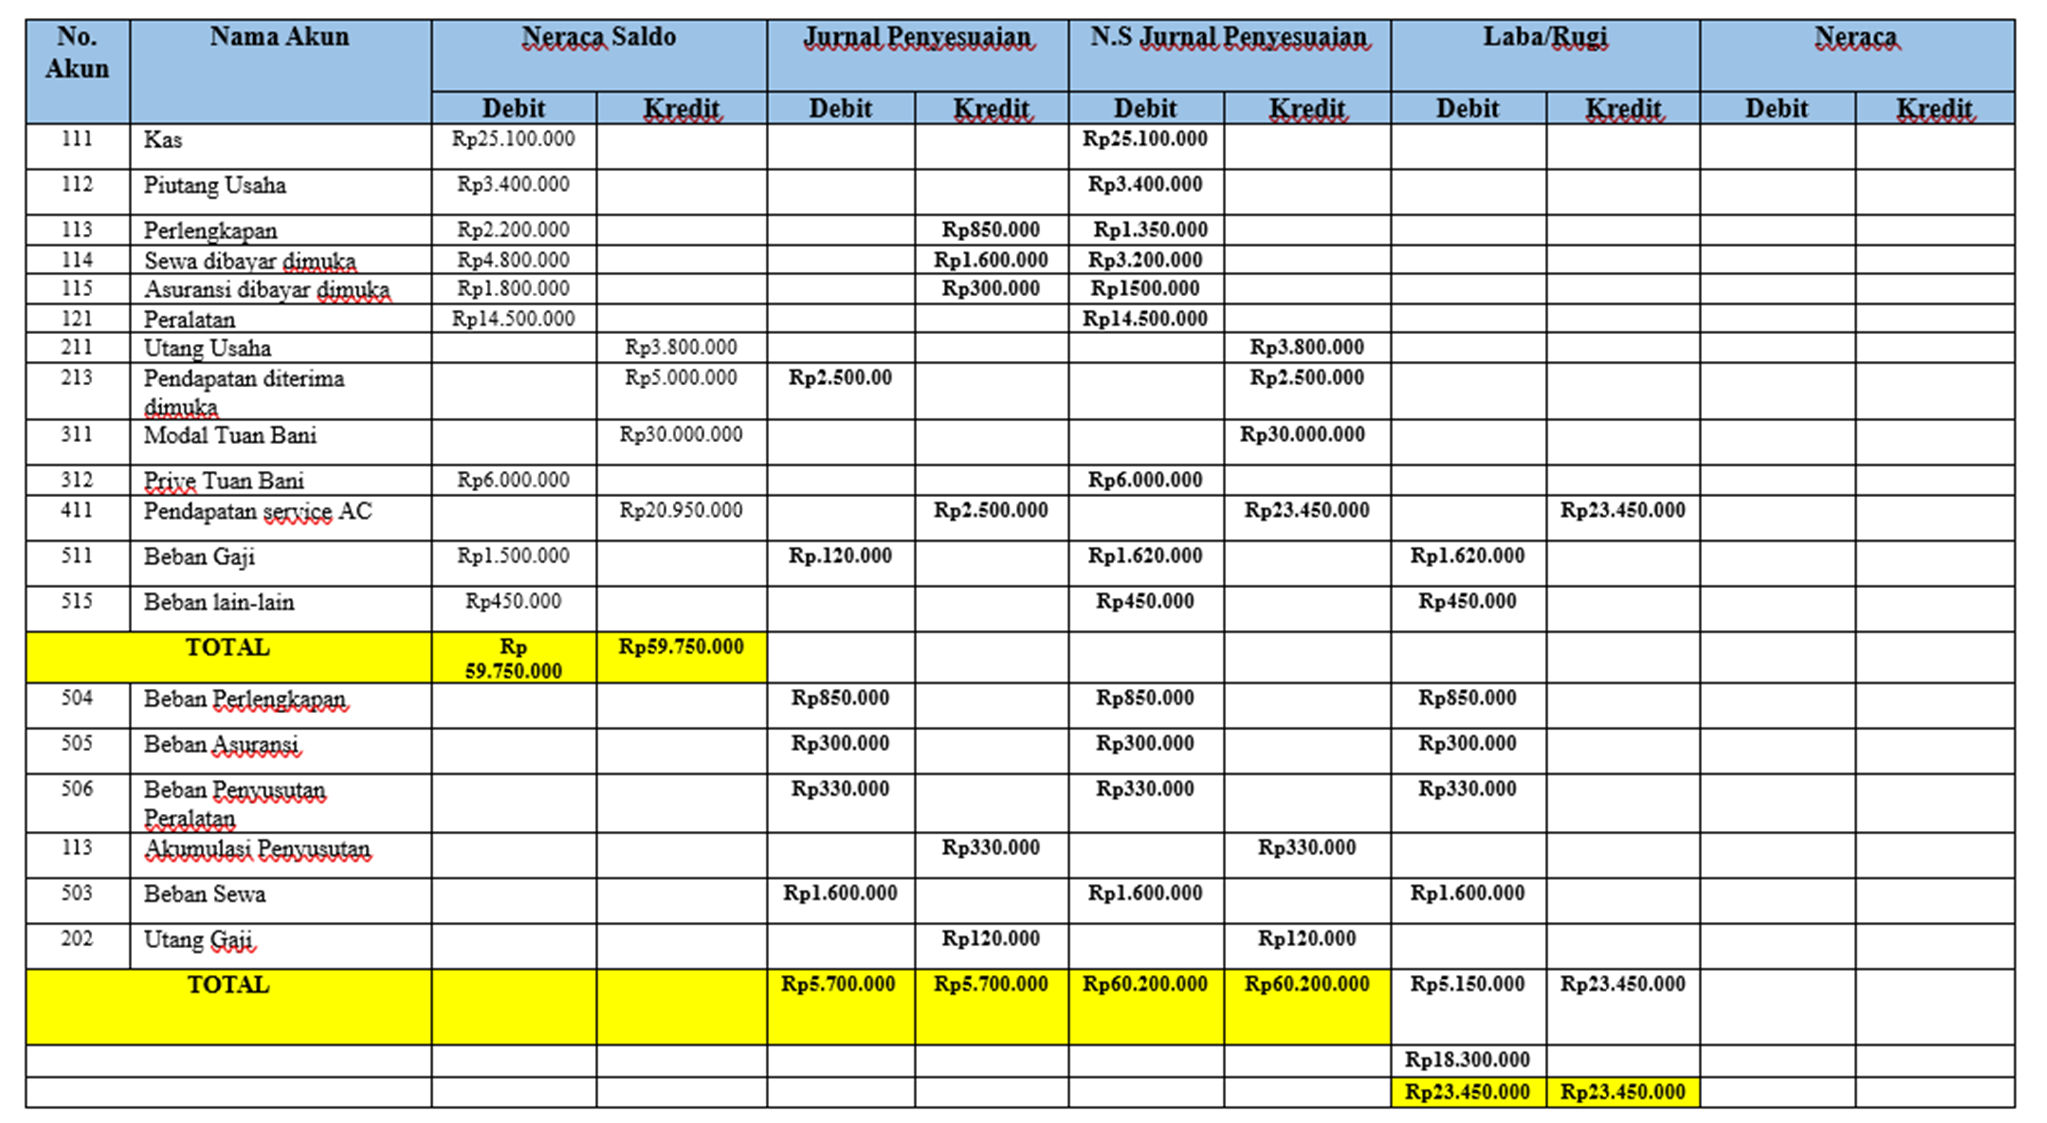 No. Akun Nama Akun Neraca Saldo Jurnal Penyesuaian N.S Jurnal Penyesuaian Laba/Rugi Neraca
Debit Kredit Debit Kredit Debit Kredit Debit Kredit Debit Kredit
111 Kas Rp25.100.000 Rp25.100.000
112 Piutang Usaha Rp3.400.000 Rp3.400.000
113 Perlengkapan Rp2.200.000 Rp850.000 Rp1.350.000
114 Sewa dibayar dimuka Rp4.800.000 Rp1.600.000 Rp3.200.000
115 Asuransi dibayar dimuka Rp1.800.000 Rp300.000 Rp1500.000
121 Peralatan Rp14.500.000 Rp14.500.000
211 Utang Usaha Rp3.800.000 Rp3.800.000
213 Pendapatan diterima dimuka Rp5.000.000 Rp2.500.00 Rp2.500.000
311 Modal Tuan Bani Rp30.000.000 Rp30.000.000
312 Prive Tuan Bani Rp6.000.000 Rp6.000.000
411 Pendapatan service AC Rp20.950.000 Rp2.500.000 Rp23.450.000 Rp23.450.000
511 Beban Gaji Rp1.500.000 Rp.120.000 Rp1.620.000 Rp1.620.000
515 Beban lain-lain Rp450.000 Rp450.000 Rp450.000
TOTAL Rp 59.750.000 Rp59.750.000
504 Beban Perlengkapan Rp850.000 Rp850.000 Rp850.000
505 Beban Asuransi Rp300.000 Rp300.000 Rp300.000
506 Beban Penyusutan Peralatan Rp330.000 Rp330.000 Rp330.000
113 Akumulasi Penyusutan Rp330.000 Rp330.000
503 Beban Sewa Rp1.600.000 Rp1.600.000 Rp1.600.000
202 Utang Gaji Rp120.000 Rp120.000
TOTAL Rp5.700.000 Rp5.700.000 Rp60.200.000 Rp60.200.000 Rp5.150.000 Rp23.450.000
Rp18.300.000
Rp23.450.000 Rp23.450.000